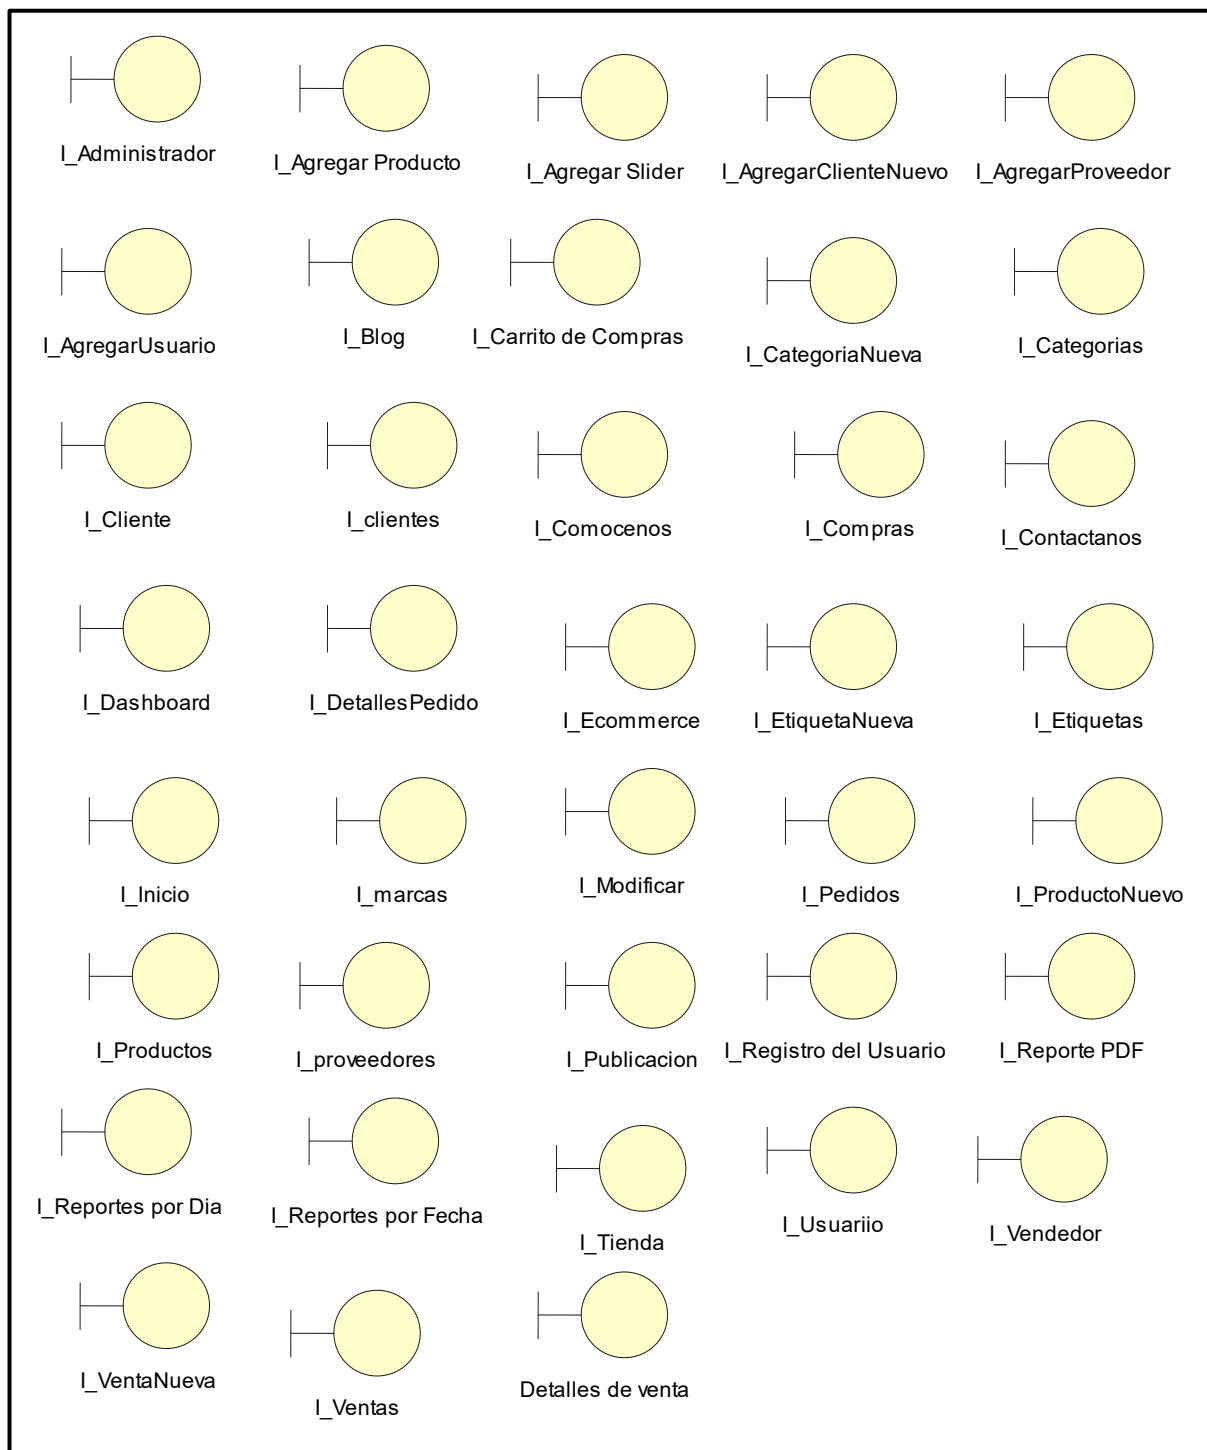 I_Administrador
I_Agregar Producto
I_Agregar Slider
I_AgregarClienteNuevo
I_AgregarProveedor
I_AgregarUsuario
I_Blog
I_Carrito de Compras
I_CategoriaNueva
I_Categorias
I_Cliente
I_clientes
I_Comocenos
I_Compras
I_Contactanos
I_Dashboard
I_DetallesPedido
I_Ecommerce
I_EtiquetaNueva
I_Etiquetas
I_Inicio
I_marcas
I_Modificar
I_Pedidos
I_ProductoNuevo
I_Productos
I_proveedores
I_Publicacion
I_Registro del Usuario
I_Reporte PDF
I_Reportes por Dia
I_Reportes por Fecha
I_Tienda
I_Usuariio
I_Vendedor
I_VentaNueva
I_Ventas
Detalles de venta